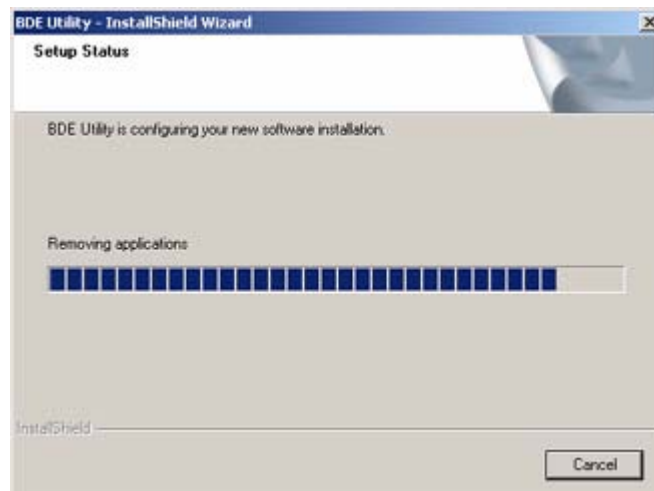 BDE Utility - InstallShield Wizard
Setup Status
BDE Utility is configuring your new software installation.
Removing applications
InstallShield
Cancel